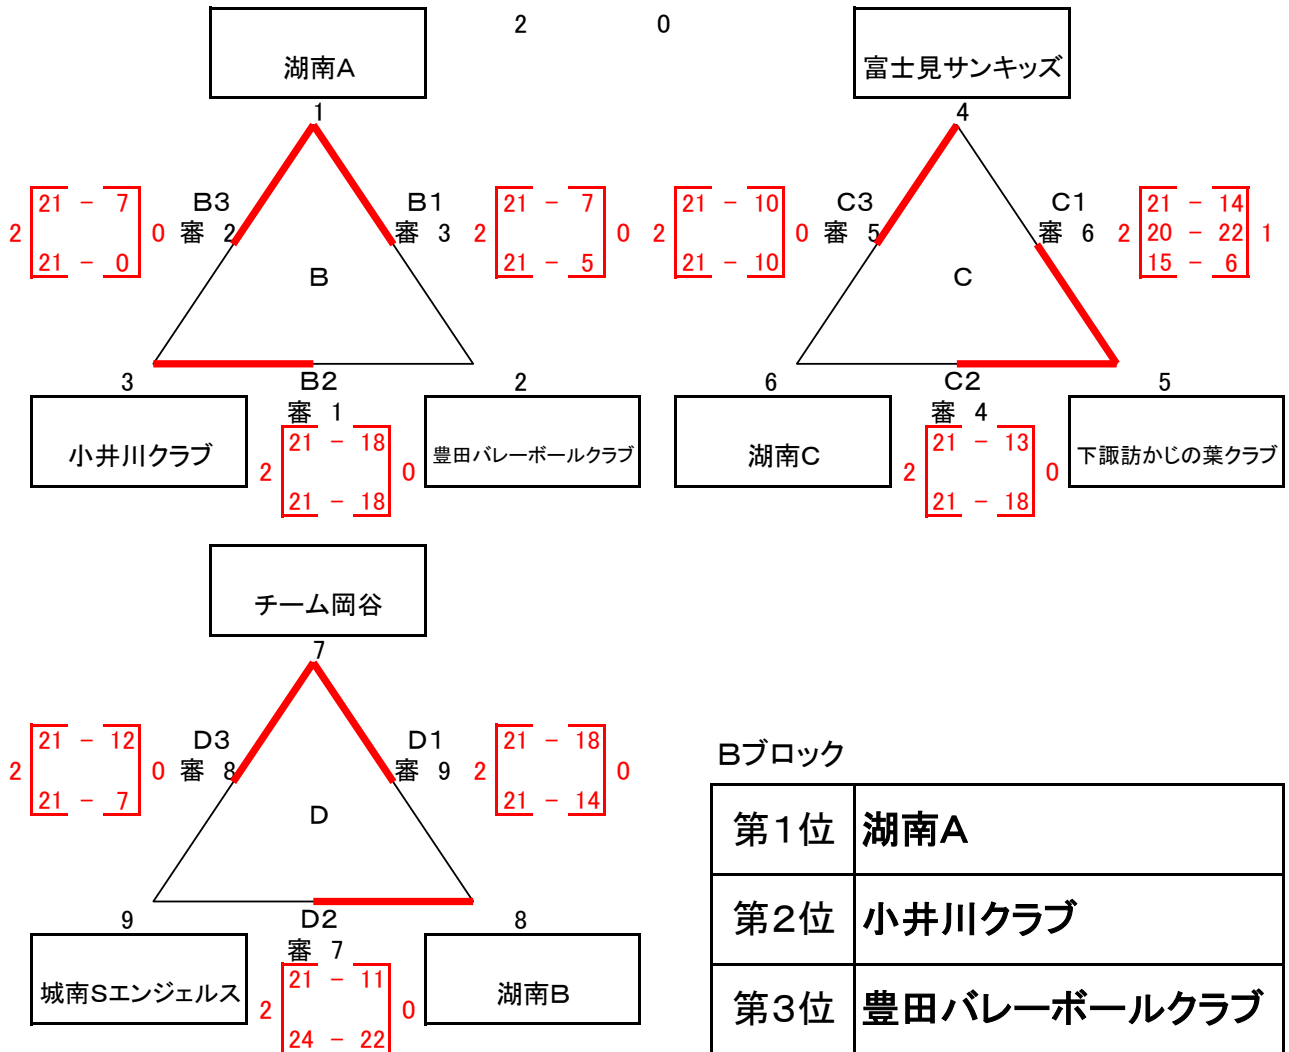 2 0
湖南A
富士見サンキッズ
1
4
B3
審 2
2 21 - 7 0
21 - 0
B1
審 3
2 21 - 7 0
21 - 5
B
C3
審 5
2 21 - 10 0
21 - 10
C1
審 6
2 21 - 14 1
20 - 22
15 - 6
C
3
B2
2
審 1
小井川クラブ
2 21 - 18 0
21 - 18
豊田バレーボールクラブ
6
C2
5
審 4
湖南C
2 21 - 13 0
21 - 18
下諏訪かじの葉クラブ
チーム岡谷
7
D3
審 8
2 21 - 12 0
21 - 7
D1
審 9
2 21 - 18 0
21 - 14
D
9
D2
8
審 7
城南Sエンジェルス
2 21 - 11 0
24 - 22
湖南B
Bブロック
第1位 湖南A
第2位 小井川クラブ
第3位 豊田バレーボールクラブ